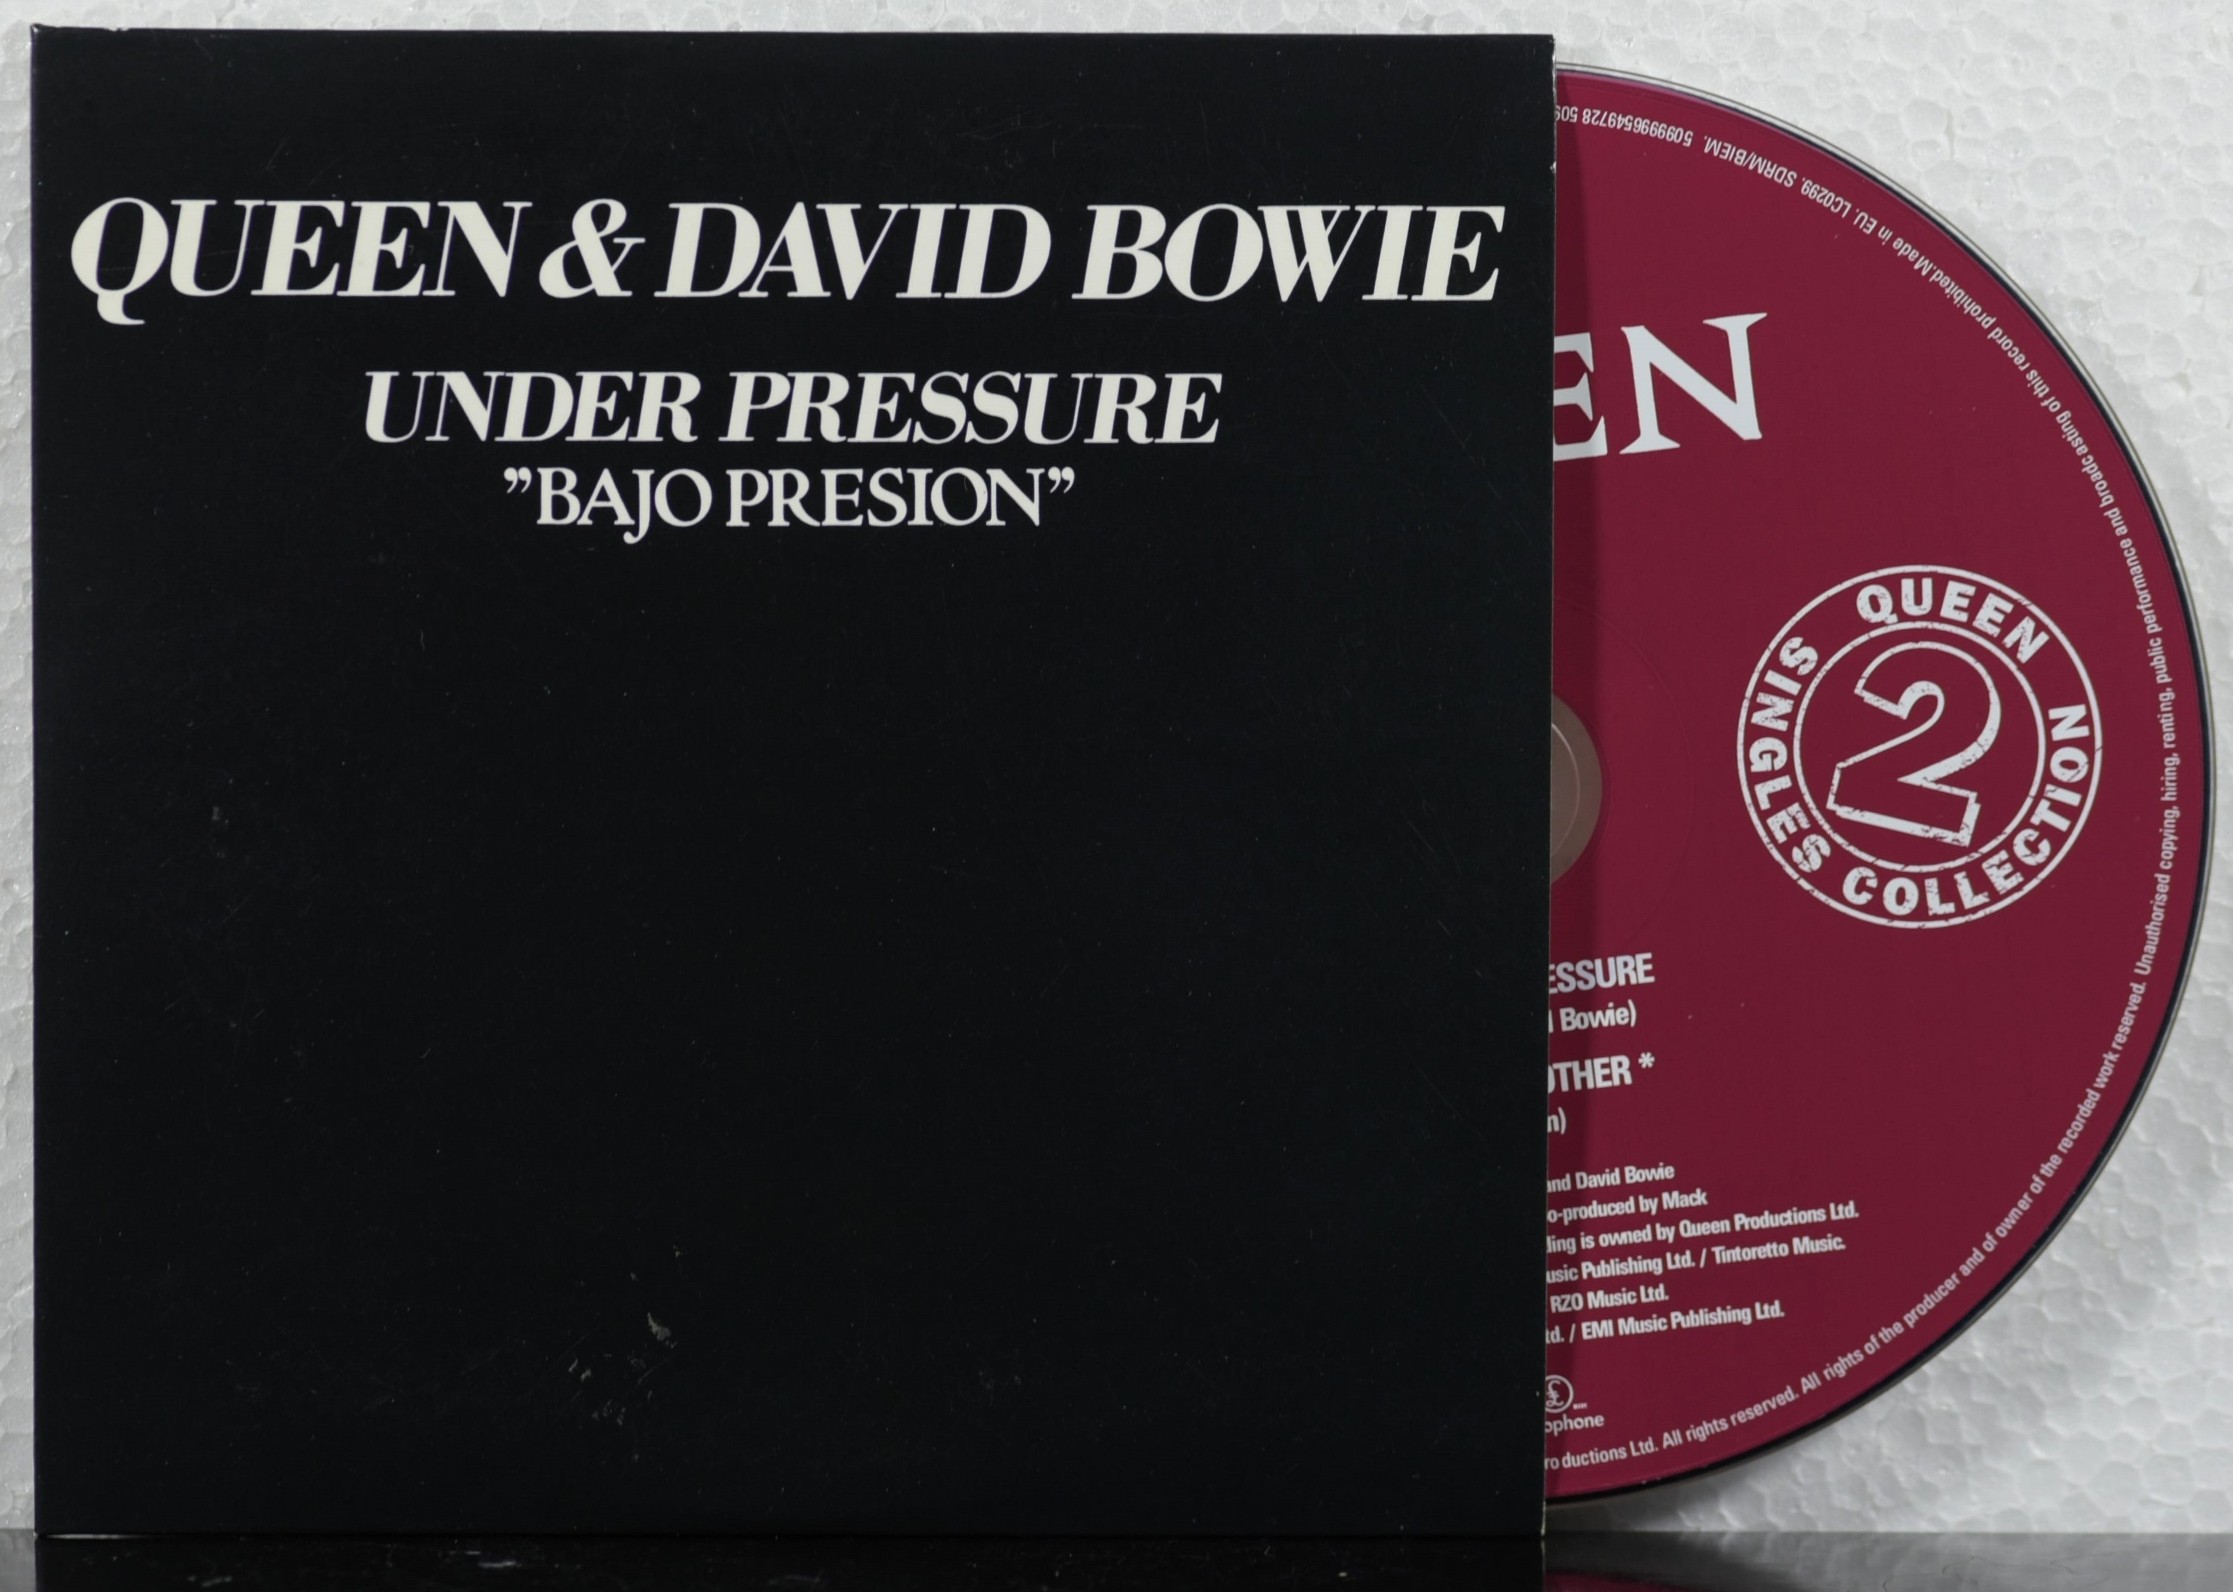 QUEEN & DAVID BOWIE
UNDER PRESSURE
”BAJO PRESION”
EN
QUEEN
SINGLES COLLECTION
2
ESSURE
Bowie)
OTHER *
n)
and David Bowie
o-produced by Mack
ding is owned by Queen Productions Ltd.
usic Publishing Ltd. / Tintoretto Music.
RZO Music Ltd.
td. / EMI Music Publishing Ltd.
£
ophone
roductions Ltd. All rights reserved. All rights of the producer and of owner of the recorded work reserved. Unauthorised copying, hiring, renting, public performance and broadcasting of this record prohibited. Made in EU. LC0299. SDRM/BIEM. 5099996549728 509